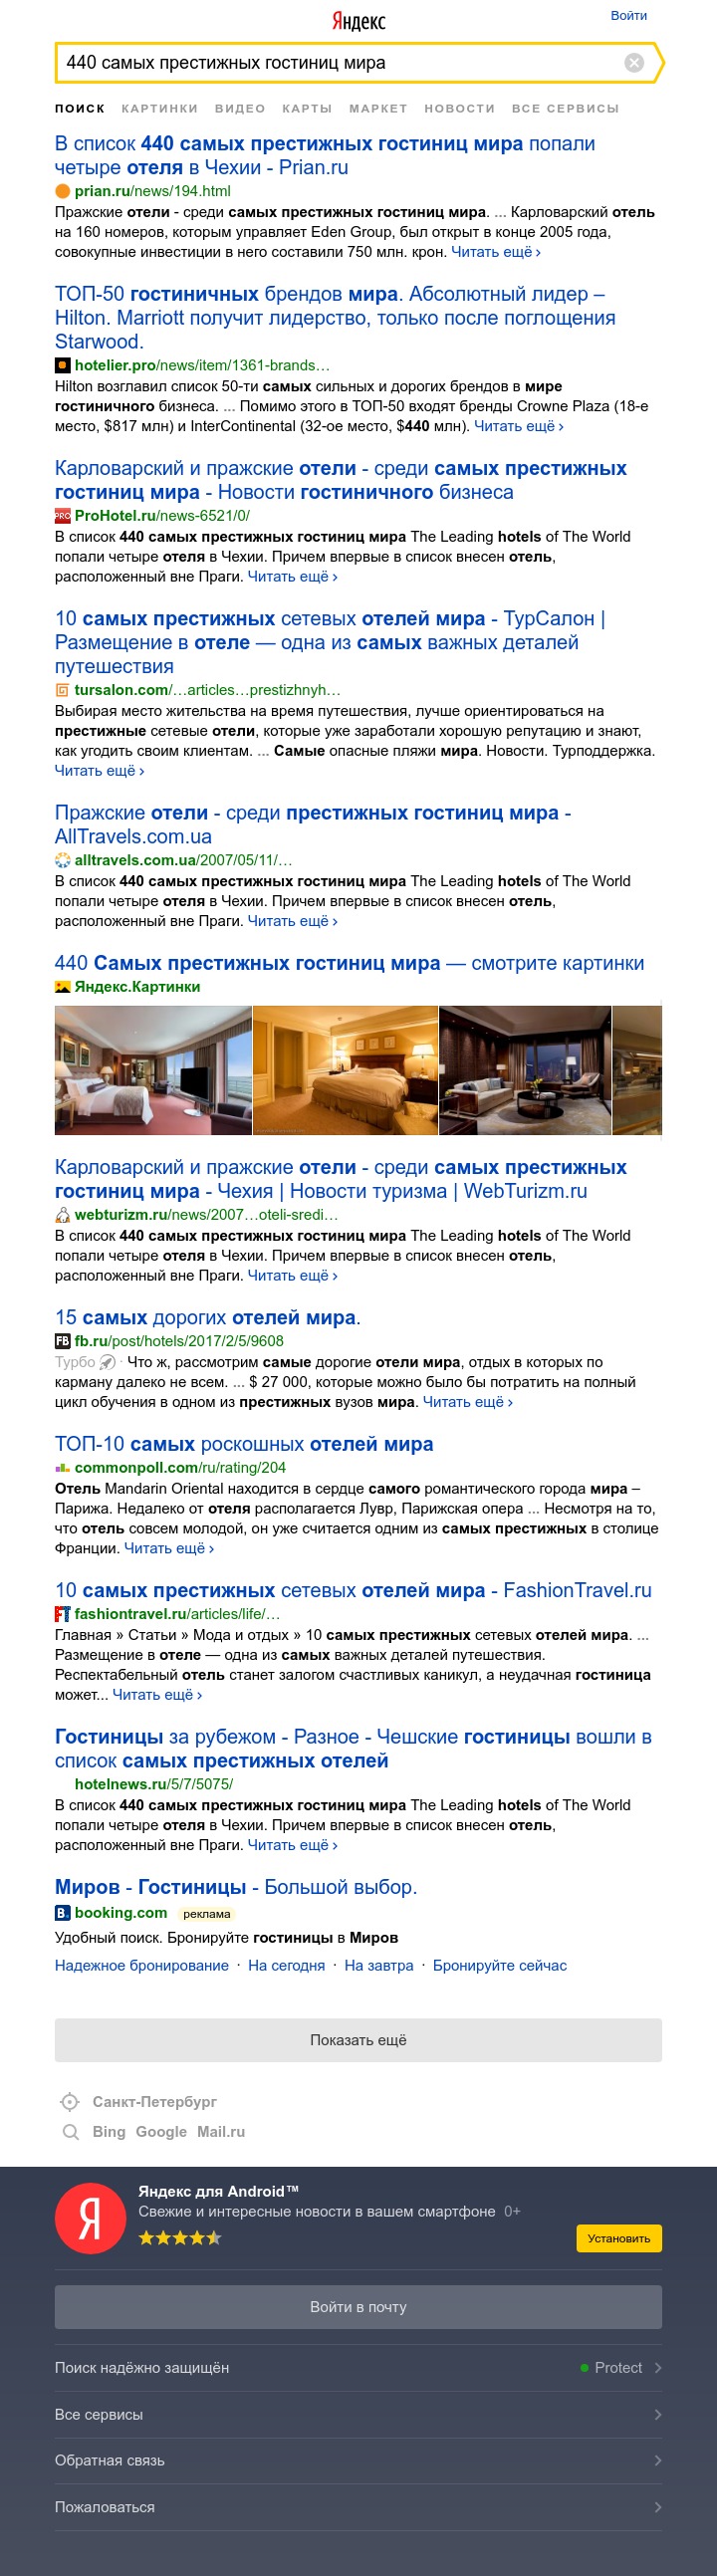 Яндекс
Войти
440 самых престижных гостиниц мира
ПОИСК КАРТИНКИ ВИДЕО КАРТЫ МАРКЕТ НОВОСТИ ВСЕ СЕРВИСЫ
В список 440 самых престижных гостиниц мира попали
четыре отеля в Чехии - Prian.ru
prian.ru/news/194.html
Пражские отели - среди самых престижных гостиниц мира. ... Карловарский отель
на 160 номеров, которым управляет Eden Group, был открыт в конце 2005 года,
совокупные инвестиции в него составили 750 млн. крон. Читать ещё ›
ТОП-50 гостиничных брендов мира. Абсолютный лидер –
Hilton. Marriott получит лидерство, только после поглощения
Starwood.
hotelier.pro/news/item/1361-brands…
Hilton возглавил список 50-ти самых сильных и дорогих брендов в мире
гостиничного бизнеса. ... Помимо этого в ТОП-50 входят бренды Crowne Plaza (18-е
место, $817 млн) и InterContinental (32-ое место, $440 млн). Читать ещё ›
Карловарский и пражские отели - среди самых престижных
гостиниц мира - Новости гостиничного бизнеса
PRO ProHotel.ru/news-6521/0/
В список 440 самых престижных гостиниц мира The Leading hotels of The World
попали четыре отеля в Чехии. Причем впервые в список внесен отель,
расположенный вне Праги. Читать ещё ›
10 самых престижных сетевых отелей мира - ТурСалон |
Размещение в отеле — одна из самых важных деталей
путешествия
tursalon.com/…articles…prestizhnyh…
Выбирая место жительства на время путешествия, лучше ориентироваться на
престижные сетевые отели, которые уже заработали хорошую репутацию и знают,
как угодить своим клиентам. ... Самые опасные пляжи мира. Новости. Турподдержка.
Читать ещё ›
Пражские отели - среди престижных гостиниц мира -
AllTravels.com.ua
alltravels.com.ua/2007/05/11/…
В список 440 самых престижных гостиниц мира The Leading hotels of The World
попали четыре отеля в Чехии. Причем впервые в список внесен отель,
расположенный вне Праги. Читать ещё ›
440 Самых престижных гостиниц мира — смотрите картинки
Яндекс.Картинки
Карловарский и пражские отели - среди самых престижных
гостиниц мира - Чехия | Новости туризма | WebTurizm.ru
webturizm.ru/news/2007…oteli-sredi…
В список 440 самых престижных гостиниц мира The Leading hotels of The World
попали четыре отеля в Чехии. Причем впервые в список внесен отель,
расположенный вне Праги. Читать ещё ›
15 самых дорогих отелей мира.
FB fb.ru/post/hotels/2017/2/5/9608
Турбо · Что ж, рассмотрим самые дорогие отели мира, отдых в которых по
карману далеко не всем. ... $ 27 000, которые можно было бы потратить на полный
цикл обучения в одном из престижных вузов мира. Читать ещё ›
ТОП-10 самых роскошных отелей мира
commonpoll.com/ru/rating/204
Отель Mandarin Oriental находится в сердце самого романтического города мира –
Парижа. Недалеко от отеля располагается Лувр, Парижская опера ... Несмотря на то,
что отель совсем молодой, он уже считается одним из самых престижных в столице
Франции. Читать ещё ›
10 самых престижных сетевых отелей мира - FashionTravel.ru
FT fashiontravel.ru/articles/life/…
Главная » Статьи » Мода и отдых » 10 самых престижных сетевых отелей мира. ...
Размещение в отеле — одна из самых важных деталей путешествия.
Респектабельный отель станет залогом счастливых каникул, а неудачная гостиница
может... Читать ещё ›
Гостиницы за рубежом - Разное - Чешские гостиницы вошли в
список самых престижных отелей
hotelnews.ru/5/7/5075/
В список 440 самых престижных гостиниц мира The Leading hotels of The World
попали четыре отеля в Чехии. Причем впервые в список внесен отель,
расположенный вне Праги. Читать ещё ›
Миров - Гостиницы - Большой выбор.
B. booking.com реклама
Удобный поиск. Бронируйте гостиницы в Миров
Надежное бронирование · На сегодня · На завтра · Бронируйте сейчас
Показать ещё
Санкт-Петербург
Bing Google Mail.ru
Я
Яндекс для Android™
Свежие и интересные новости в вашем смартфоне 0+
Установить
Войти в почту
Поиск надёжно защищён Protect
Все сервисы
Обратная связь
Пожаловаться